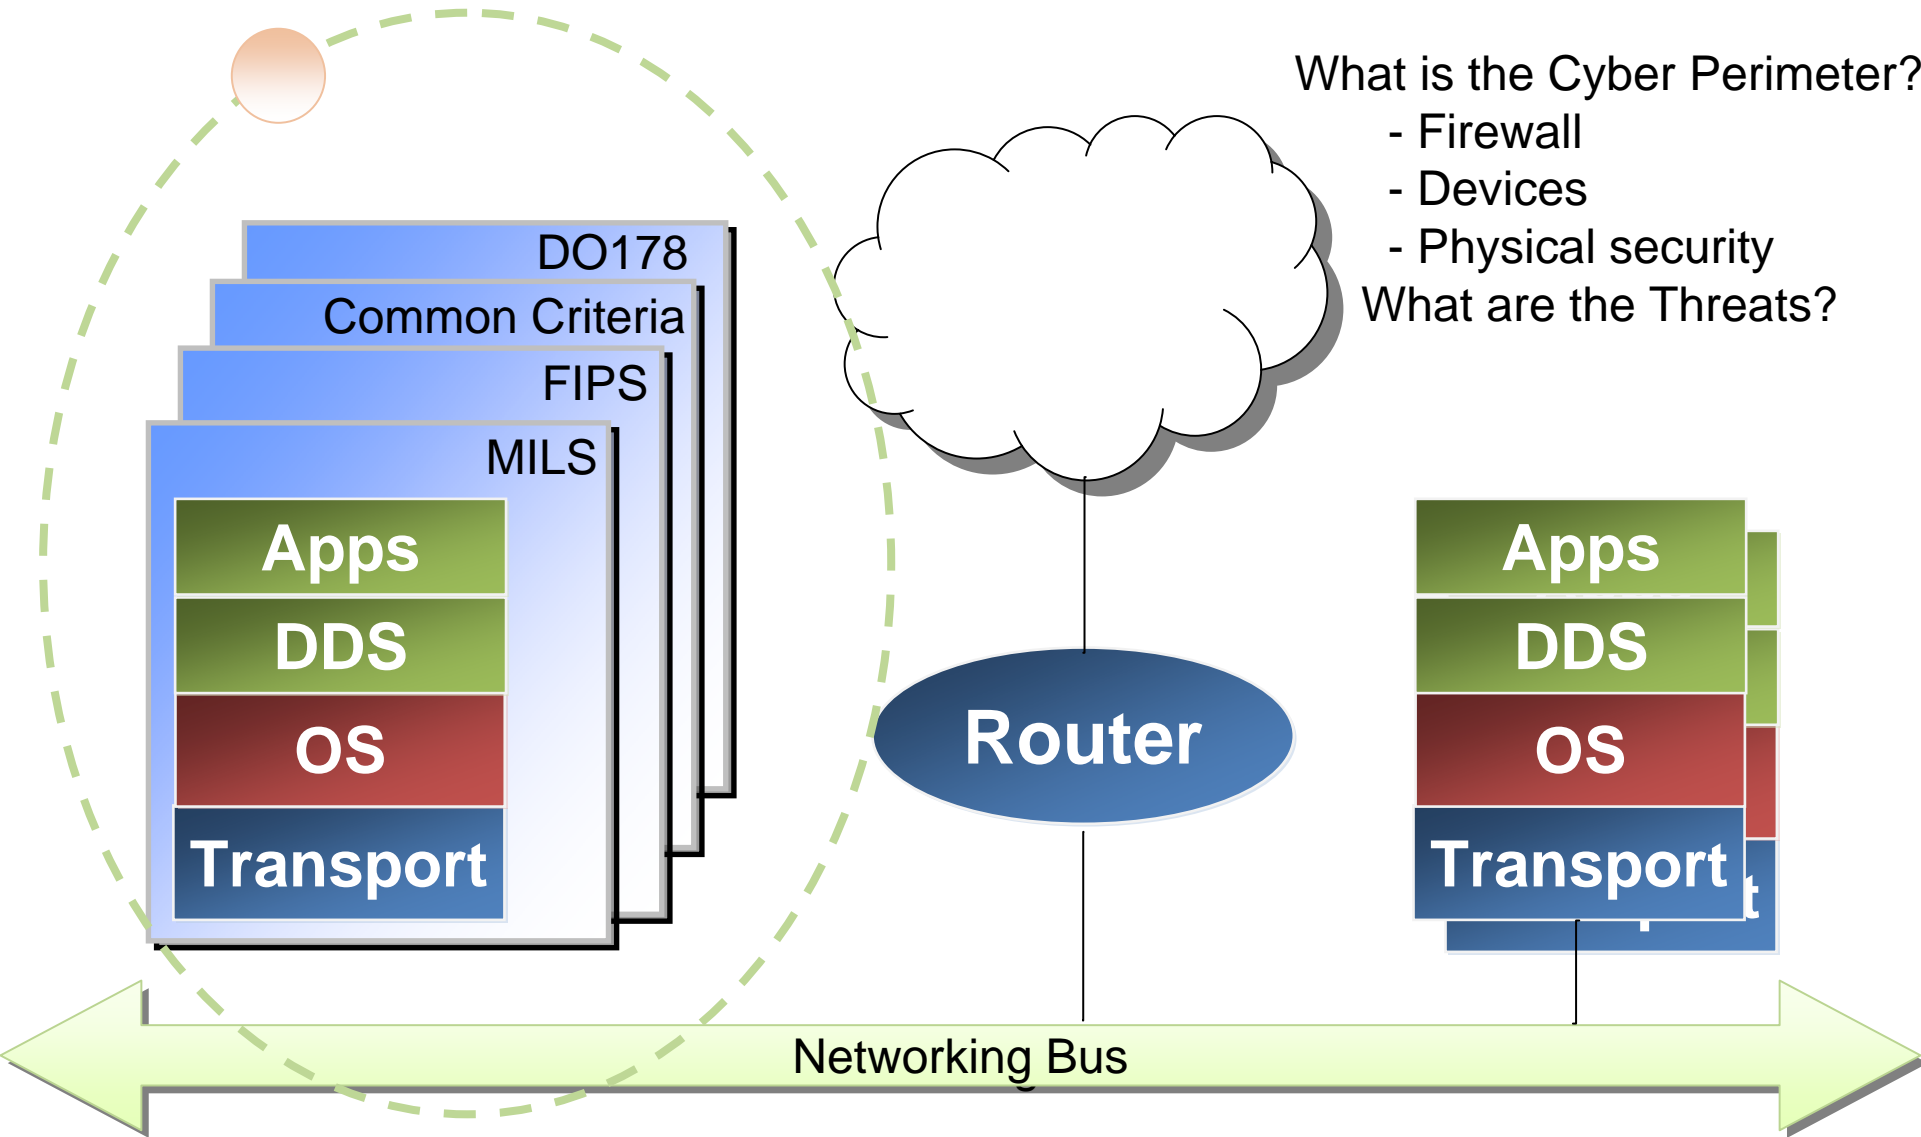 What is the Cyber Perimeter?
- Firewall
- Devices
- Physical security
What are the Threats?
DO178
Common Criteria
FIPS
MILS
Apps
DDS
OS
Transport
Router
Apps
DDS
OS
Transport
Networking Bus